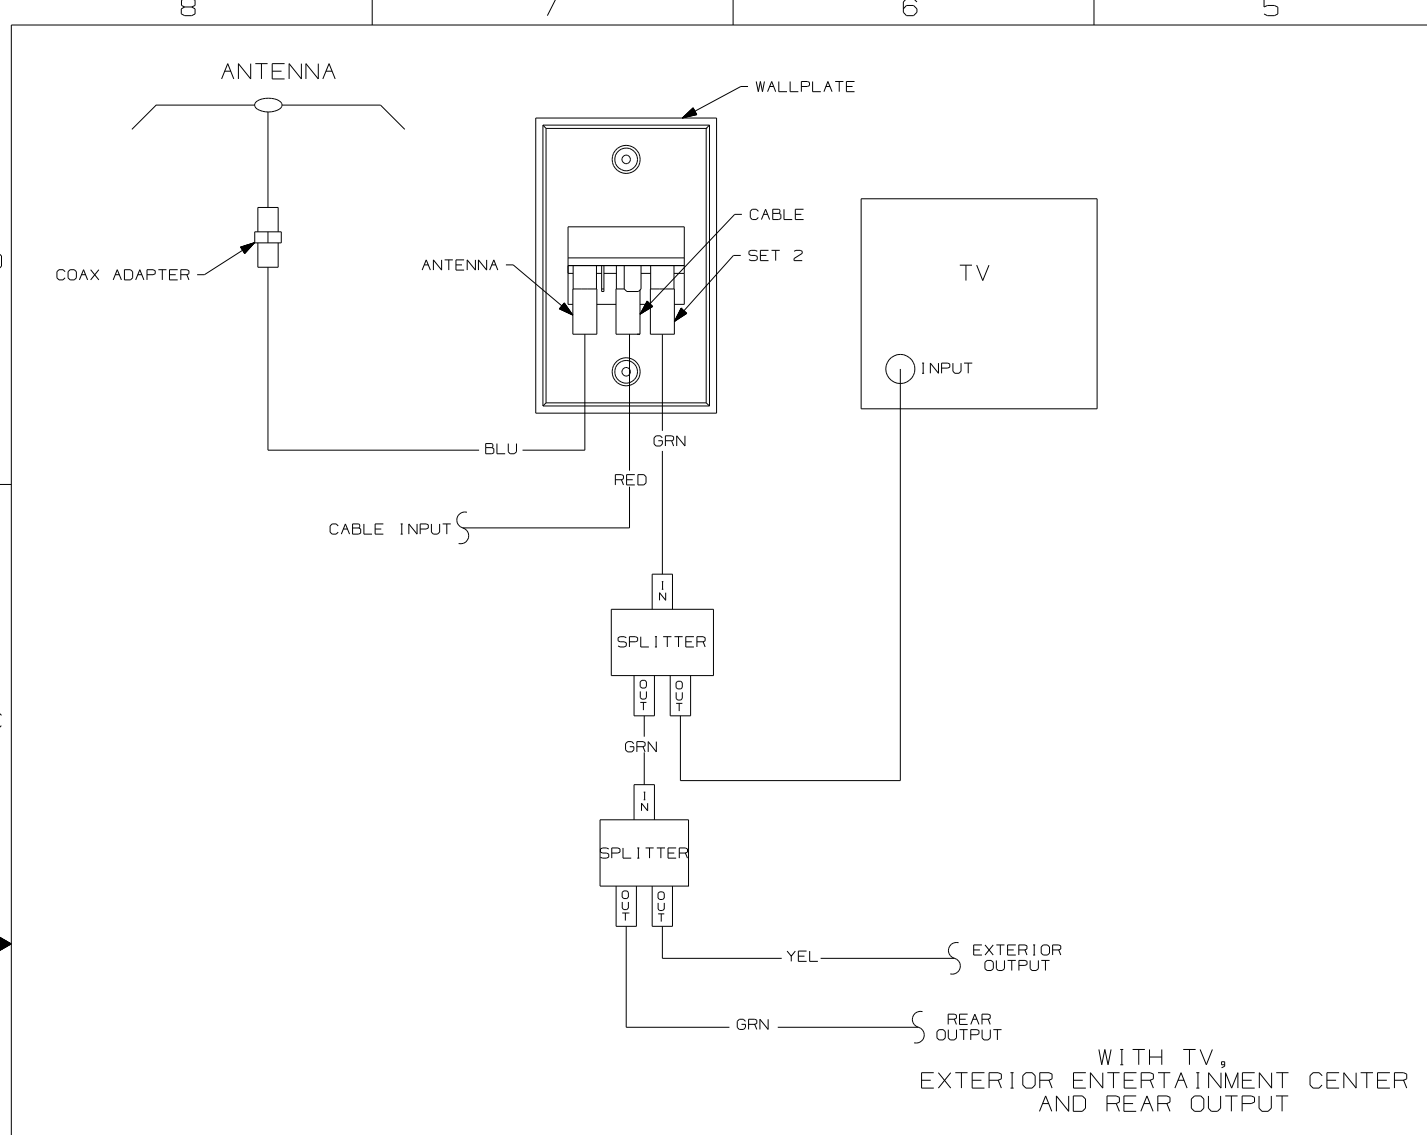 8 7 6 5
ANTENNA
WALLPLATE
CABLE
SET 2
ANTENNA
COAX ADAPTER
TV
INPUT
BLU
GRN
RED
CABLE INPUT
IN
SPLITTER
OUT OUT
GRN
IN
SPLITTER
OUT OUT
YEL
EXTERIOR
OUTPUT
GRN
REAR
OUTPUT
WITH TV,
EXTERIOR ENTERTAINMENT CENTER
AND REAR OUTPUT